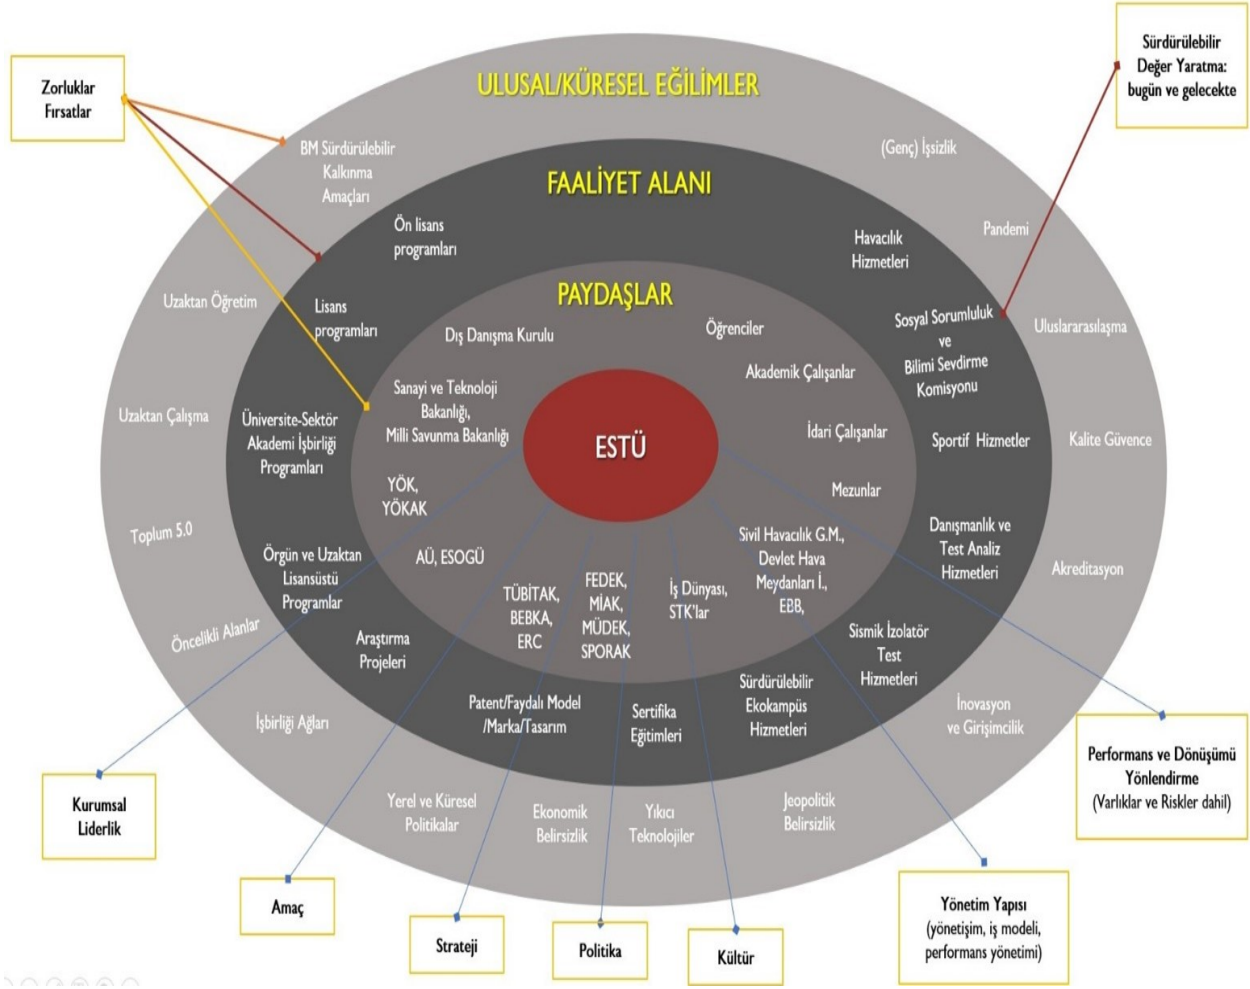 Zorluklar
Fırsatlar
Sürdürülebilir
Değer Yaratma:
bugün ve gelecekte
ULUSAL/KÜRESEL EĞİLİMLER
BM Sürdürülebilir
Kalkınma
Amaçları
(Genç) İşsizlik
Pandemi
Uluslararasılaşma
Kalite Güvence
Akreditasyon
İnovasyon
ve Girişimcilik
Jeopolitik
Belirsizlik
Yıkıcı
Teknolojiler
Ekonomik
Belirsizlik
Yerel ve Küresel
Politikalar
İşbirliği Ağları
Öncelikli Alanlar
Toplum 5.0
Uzaktan Çalışma
Uzaktan Öğretim
FAALİYET ALANI
Ön lisans
programları
Lisans
programları
Üniversite-Sektör
Akademi İşbirliği
Programları
Örgün ve Uzaktan
Lisansüstü
Programlar
Araştırma
Projeleri
Patent/Faydalı Model
/Marka/Tasarım
Sertifika
Eğitimleri
Sürdürülebilir
Ekokampüs
Hizmetleri
Sismik İzolatör
Test
Hizmetleri
Danışmanlık ve
Test Analiz
Hizmetleri
Sportif Hizmetler
Sosyal Sorumluluk
ve
Bilimi Sevdirme
Komisyonu
Havacılık
Hizmetleri
PAYDAŞLAR
Dış Danışma Kurulu
Öğrenciler
Akademik Çalışanlar
İdari Çalışanlar
Mezunlar
Sivil Havacılık G.M.,
Devlet Hava
Meydanları İ.,
EBB,
İş Dünyası,
STK'lar
FEDEK,
MİAK,
MÜDEK,
SPORAK
TÜBİTAK,
BEBKA,
ERC
AÜ, ESOGÜ
YÖK,
YÖKAK
Sanayi ve Teknoloji
Bakanlığı,
Milli Savunma Bakanlığı
ESTÜ
Kurumsal
Liderlik
Amaç
Strateji
Politika
Kültür
Yönetim Yapısı
(yönetişim, iş modeli,
performans yönetimi)
Performans ve Dönüşümü
Yönlendirme
(Varlıklar ve Riskler dahil)